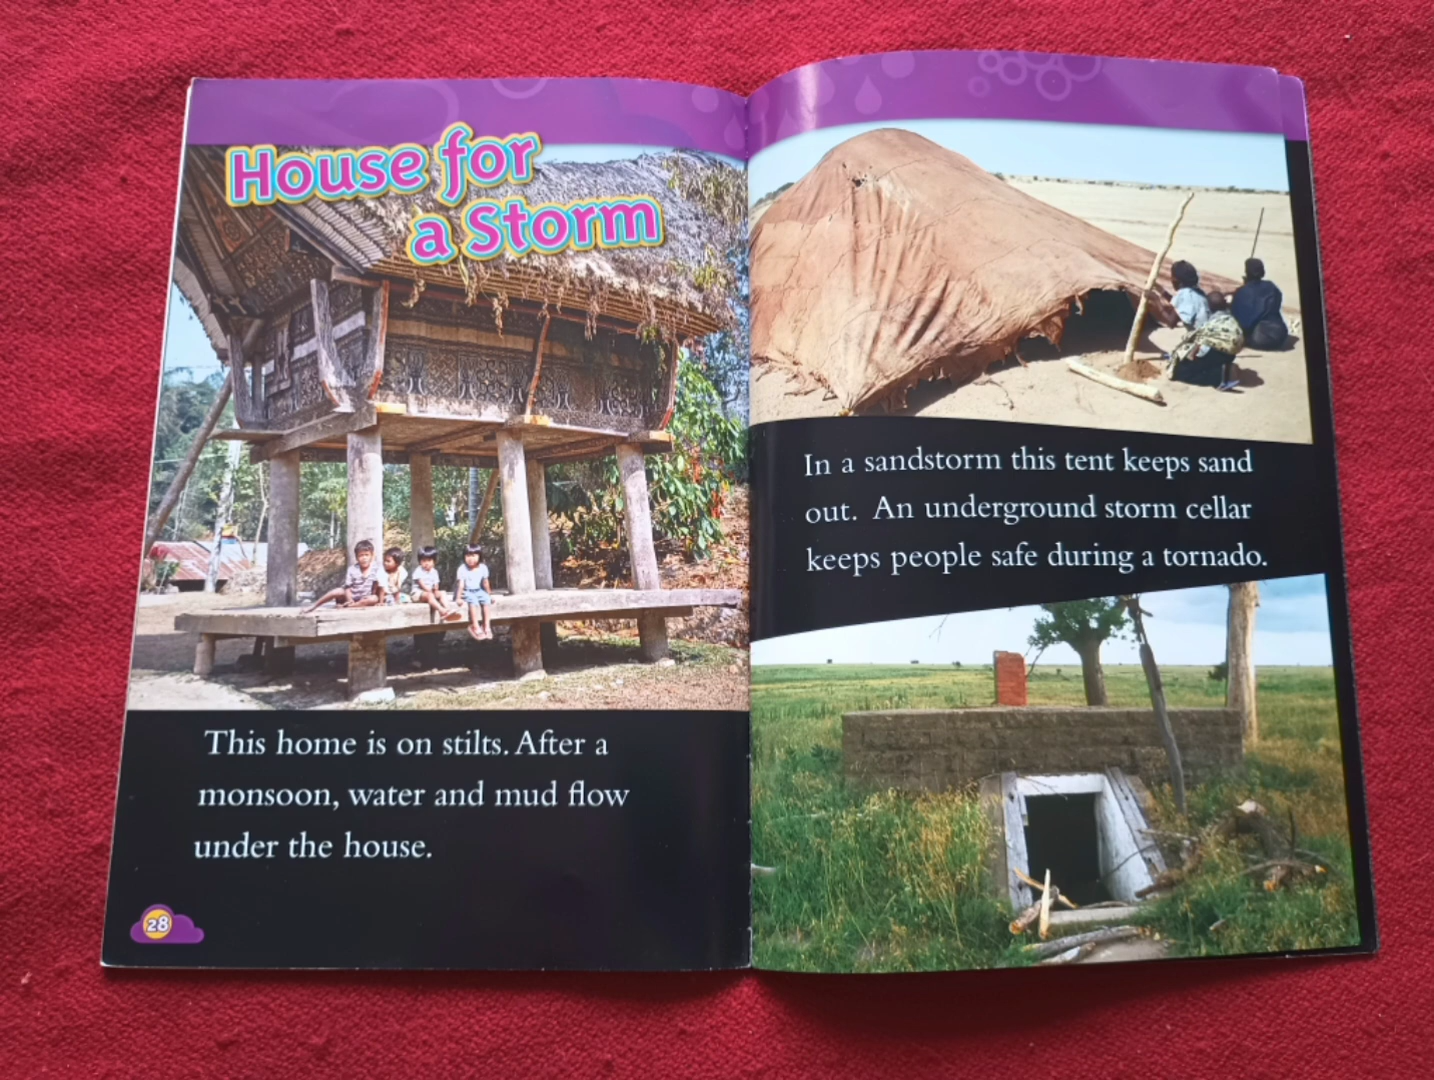 House for
a Storm
This home is on stilts. After a
monsoon, water and mud flow
under the house.
28
In a sandstorm this tent keeps sand
out. An underground storm cellar
keeps people safe during a tornado.